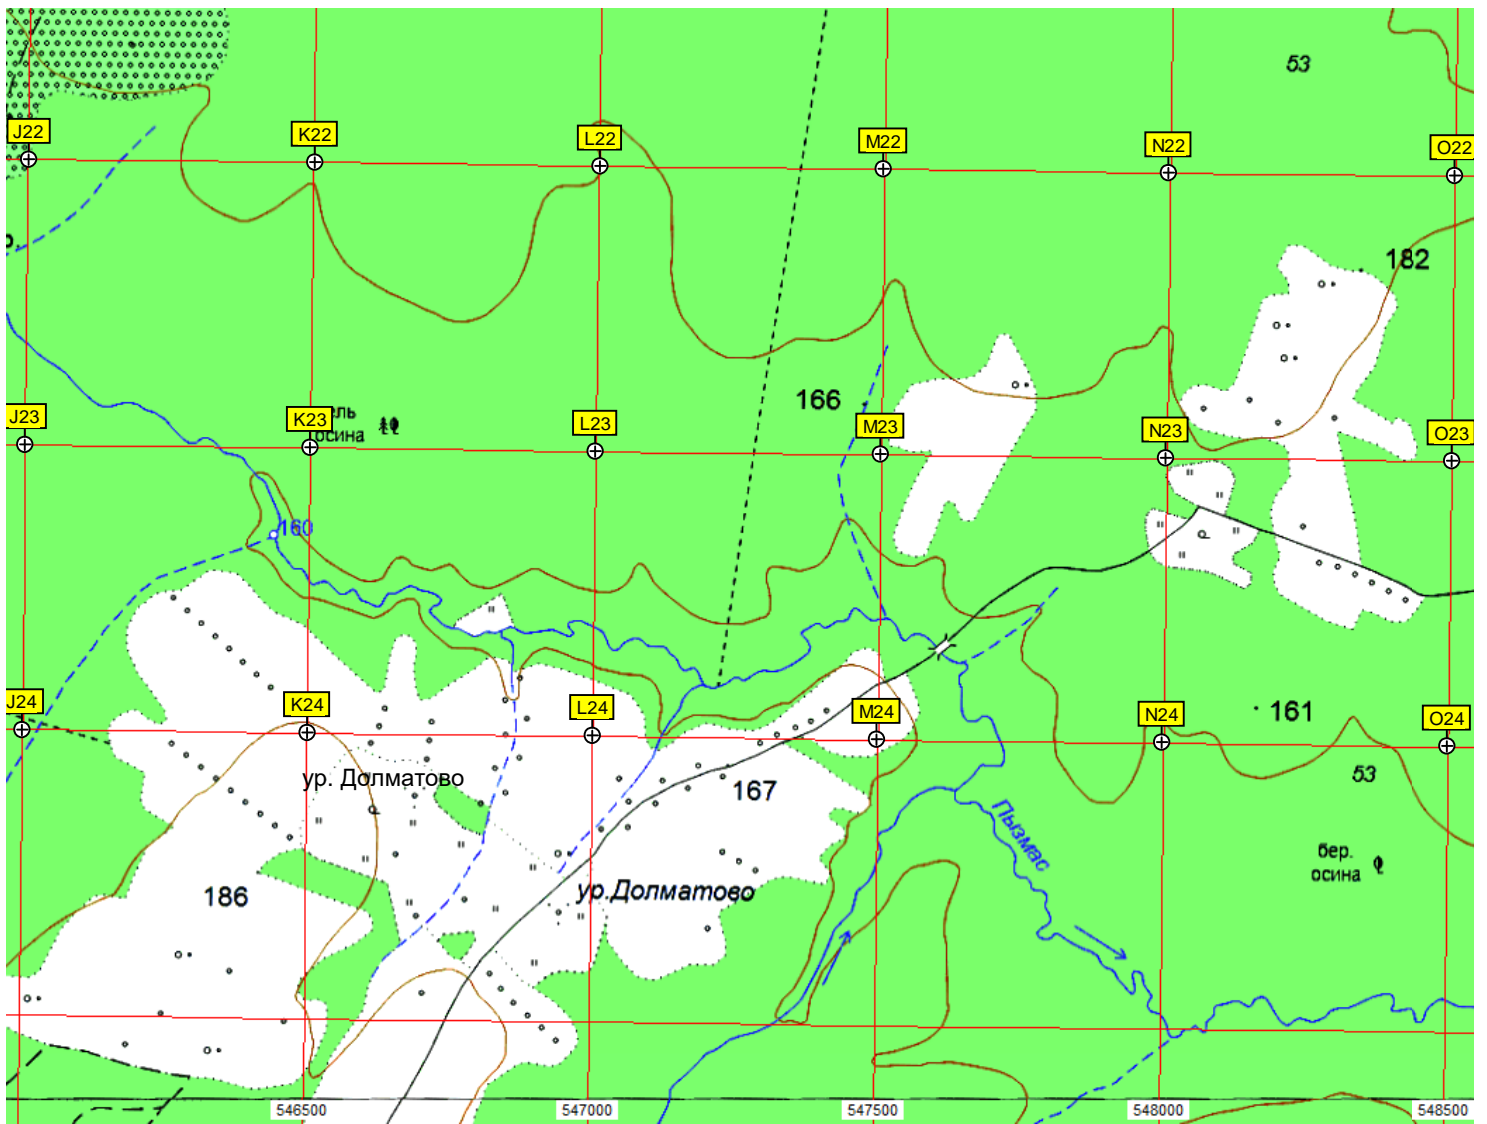 53
J22
K22
L22
M22
N22
O22
р.
182
166
J23
K23
ель
осина
L23
M23
N23
O23
160
J24
K24
L24
M24
N24
O24
161
ур. Долматово
167
53
Пызмас
бер.
осина
186
ур.Долматово
546500
547000
547500
548000
548500